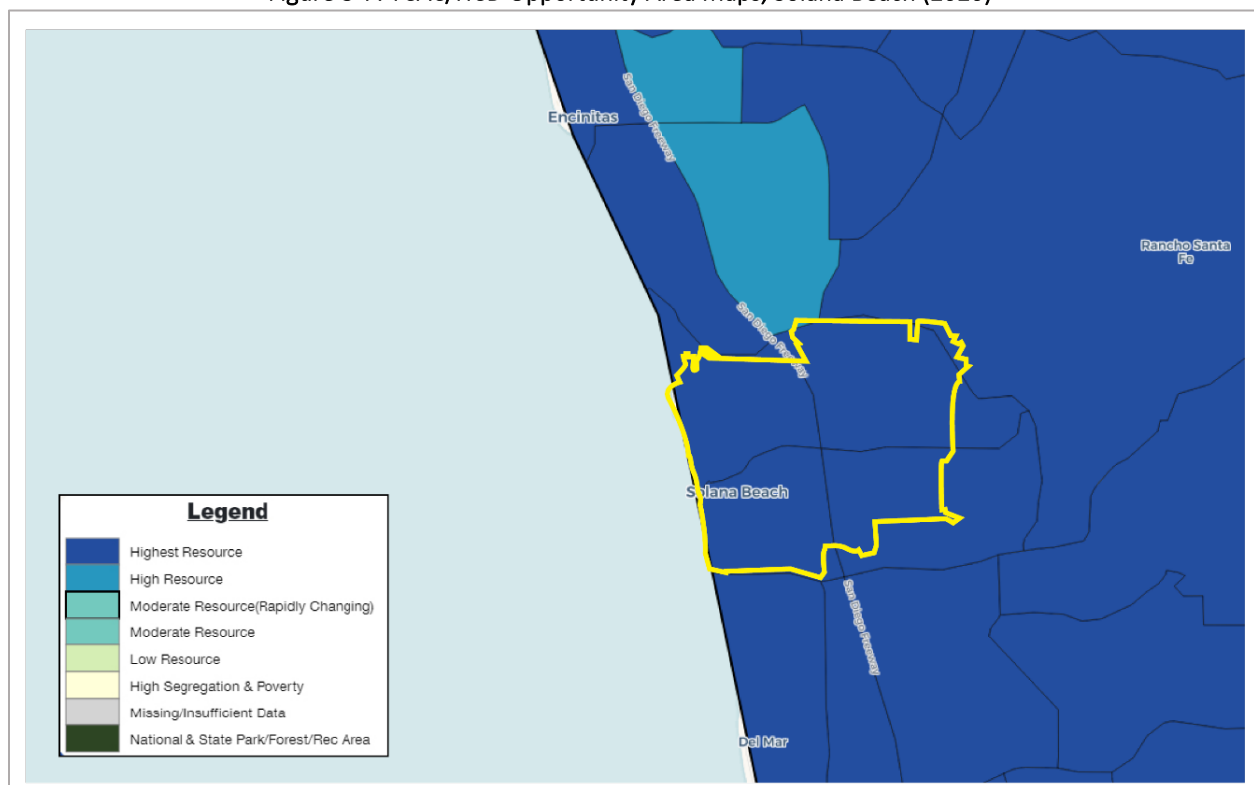 San Diego Freeway
Encinitas
Rancho Santa
Fe
San Diego Freeway
Solana Beach
Legend
Highest Resource
High Resource
Moderate Resource(Rapidly Changing)
Moderate Resource
Low Resource
High Segregation & Poverty
Missing/Insufficient Data
National & State Park/Forest/Rec Area
San Diego Freeway
Del Mar